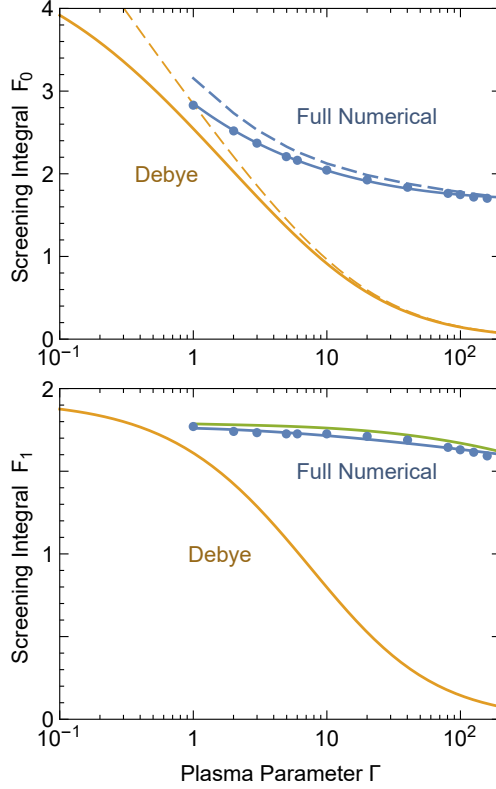 4
3
2
1
0
Screening Integral F₀
Full Numerical
Debye
10⁻¹ 1 10 10²
2
1
0
Screening Integral F₁
Full Numerical
Debye
10⁻¹ 1 10 10²
Plasma Parameter Γ